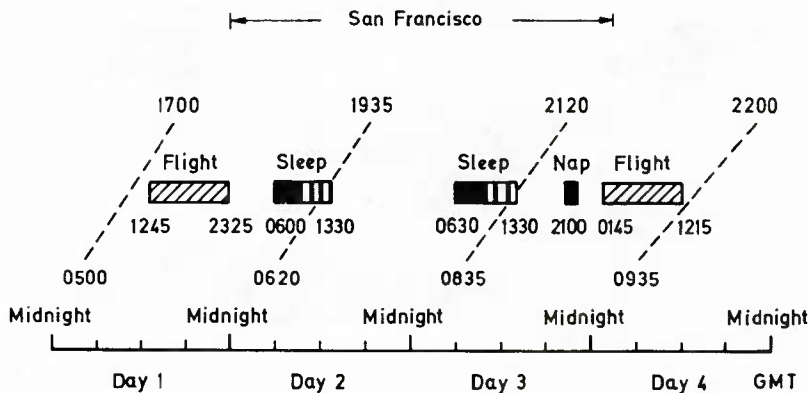 San Francisco
1700 1935 2120 2200
Flight Sleep Sleep Nap Flight
1245 2325 0600 1330 0630 1330 2100 0145 1215
0500 0620 0835 0935
Midnight Midnight Midnight Midnight Midnight
Day 1 Day 2 Day 3 Day 4 GMT